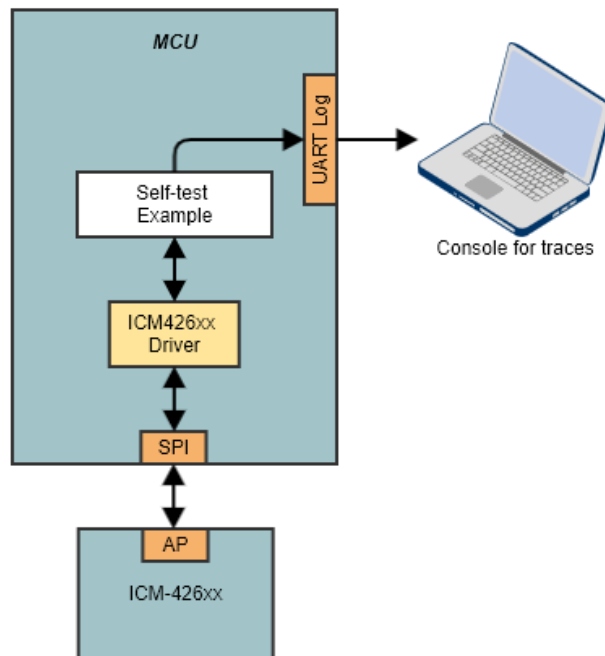 MCU
UART Log
Self-test
Example
Console for traces
ICM426xx
Driver
SPI
AP
ICM-426xx